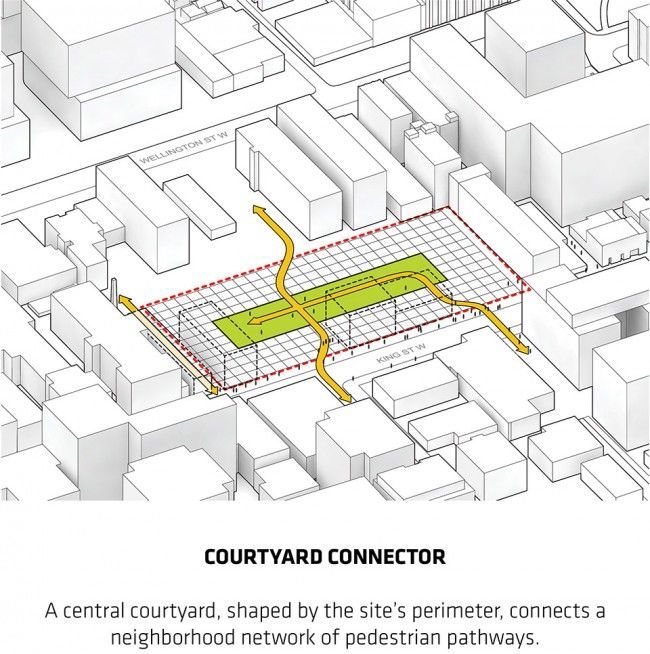 WELLINGTON ST W
KING ST W
COURTYARD CONNECTOR
A central courtyard, shaped by the site's perimeter, connects a
neighborhood network of pedestrian pathways.